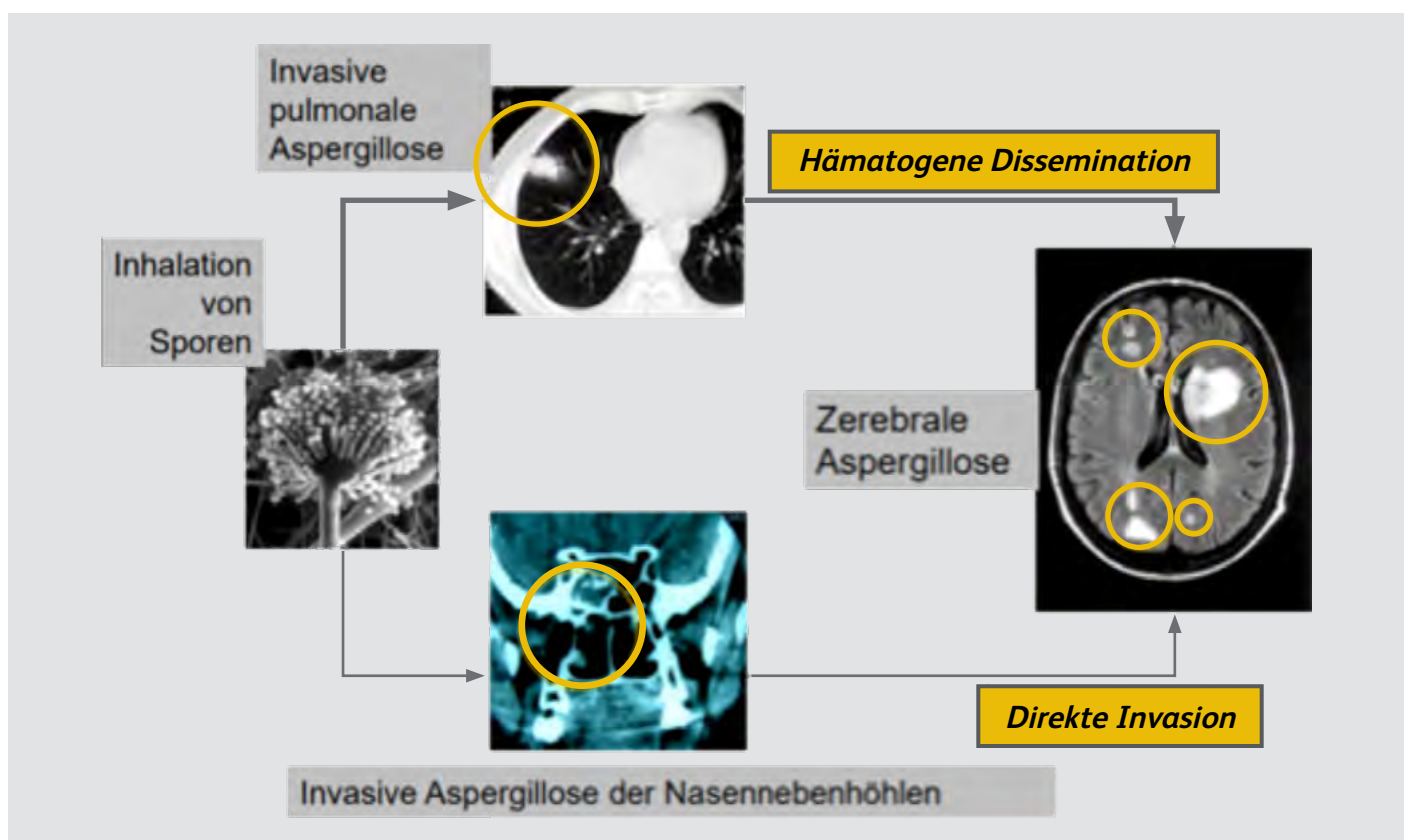 Invasive
pulmonale
Aspergillose
Hämatogene Dissemination
Inhalation
von
Sporen
Zerebrale
Aspergillose
Direkte Invasion
Invasive Aspergillose der Nasennebenhöhlen